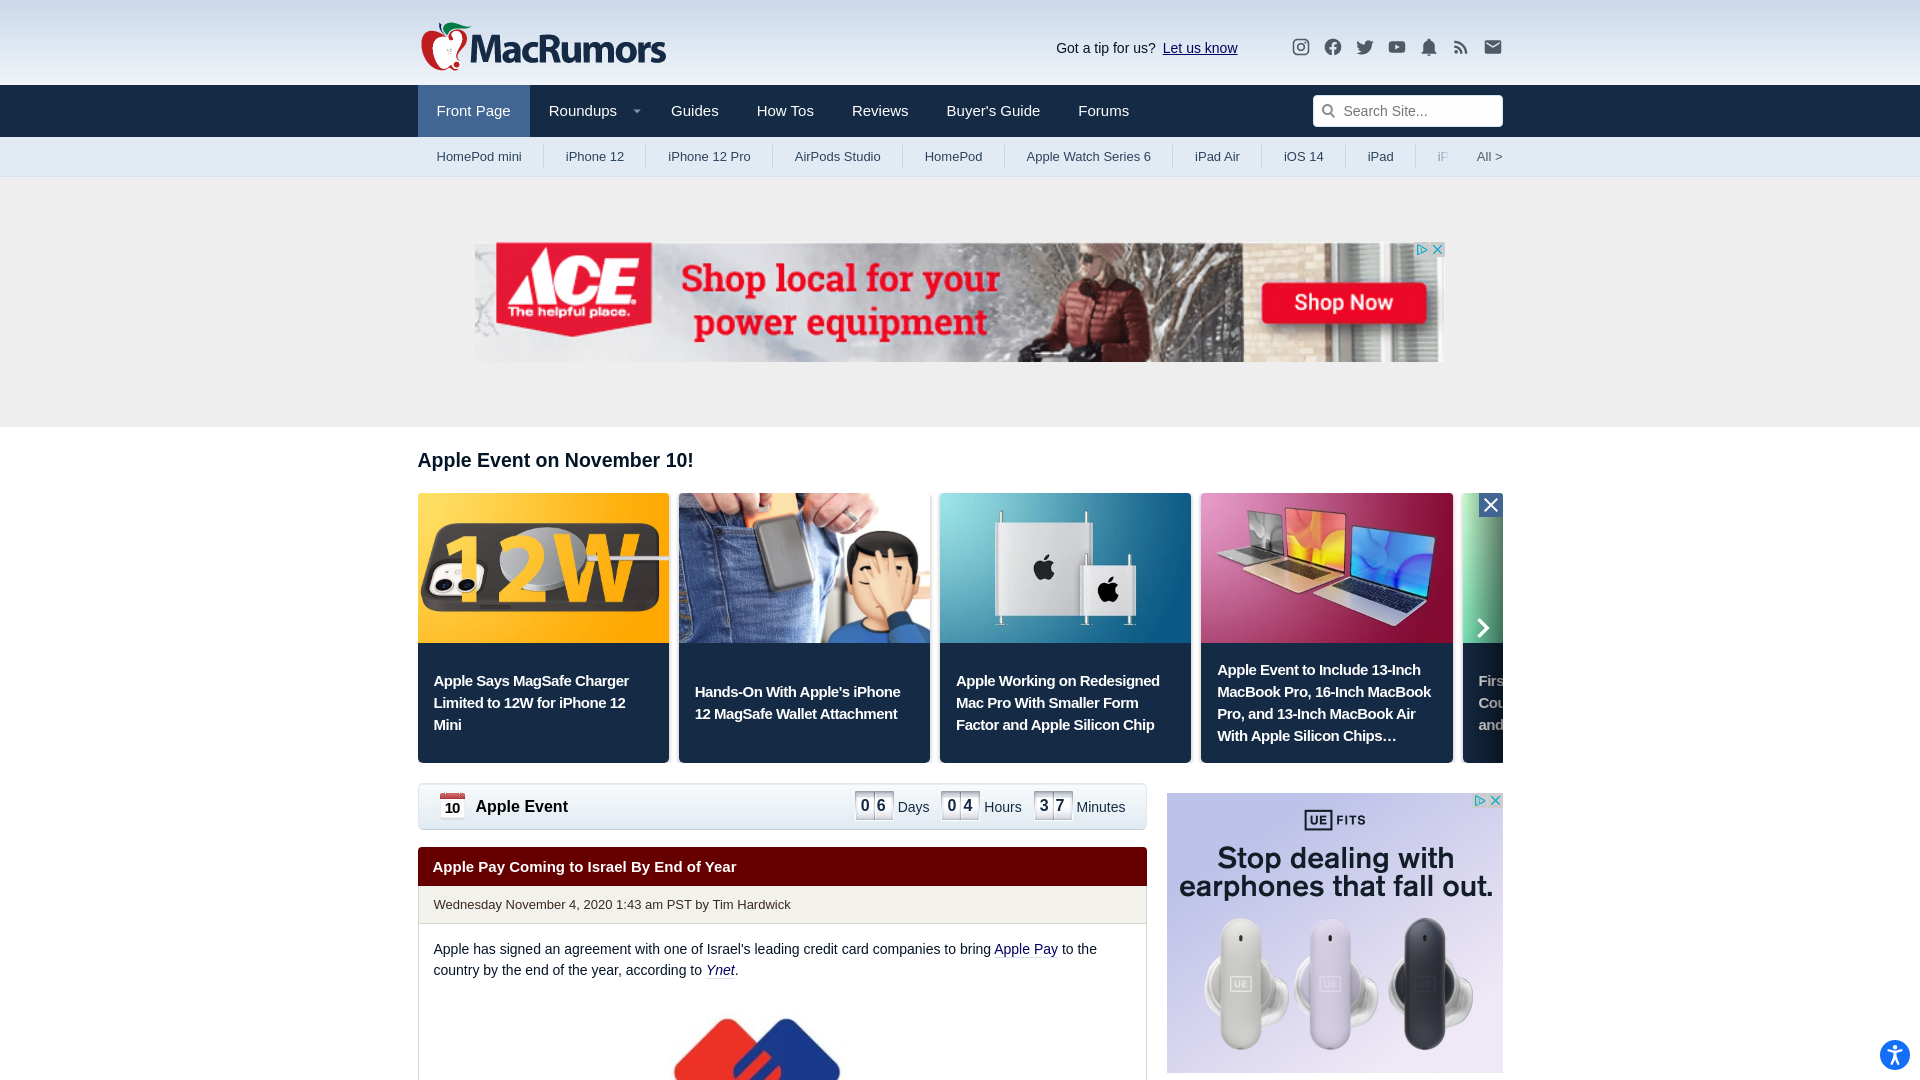 MacRumors
Got a tip for us? Let us know
Front Page
Roundups
Guides
How Tos
Reviews
Buyer's Guide
Forums
Search Site...
HomePod mini
iPhone 12
iPhone 12 Pro
AirPods Studio
HomePod
Apple Watch Series 6
iPad Air
iOS 14
iPad
iP
All >
ACE
The helpful place.
Shop local for your
power equipment
Shop Now
Apple Event on November 10!
12W
Apple Says MagSafe Charger
Limited to 12W for iPhone 12
Mini
Hands-On With Apple's iPhone
12 MagSafe Wallet Attachment
Apple Working on Redesigned
Mac Pro With Smaller Form
Factor and Apple Silicon Chip
Apple Event to Include 13-Inch
MacBook Pro, 16-Inch MacBook
Pro, and 13-Inch MacBook Air
With Apple Silicon Chips…
Firs
Cou
and
10 Apple Event
06 Days 04 Hours 37 Minutes
Apple Pay Coming to Israel By End of Year
Wednesday November 4, 2020 1:43 am PST by Tim Hardwick
Apple has signed an agreement with one of Israel's leading credit card companies to bring Apple Pay to the
country by the end of the year, according to Ynet.
UE FITS
Stop dealing with
earphones that fall out.
UE
UE
UE